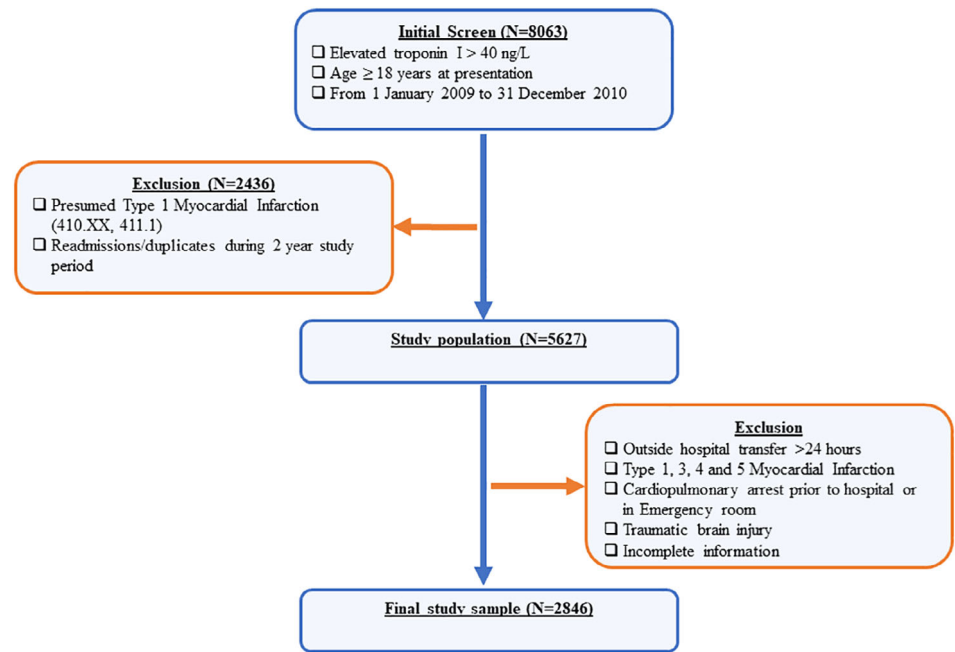 Initial Screen (N=8063)
❑ Elevated troponin I > 40 ng/L
❑ Age ≥ 18 years at presentation
❑ From 1 January 2009 to 31 December 2010
Exclusion (N=2436)
❑ Presumed Type 1 Myocardial Infarction
(410.XX, 411.1)
❑ Readmissions/duplicates during 2 year study
period
Study population (N=5627)
Exclusion
❑ Outside hospital transfer >24 hours
❑ Type 1, 3, 4 and 5 Myocardial Infarction
❑ Cardiopulmonary arrest prior to hospital or
in Emergency room
❑ Traumatic brain injury
❑ Incomplete information
Final study sample (N=2846)